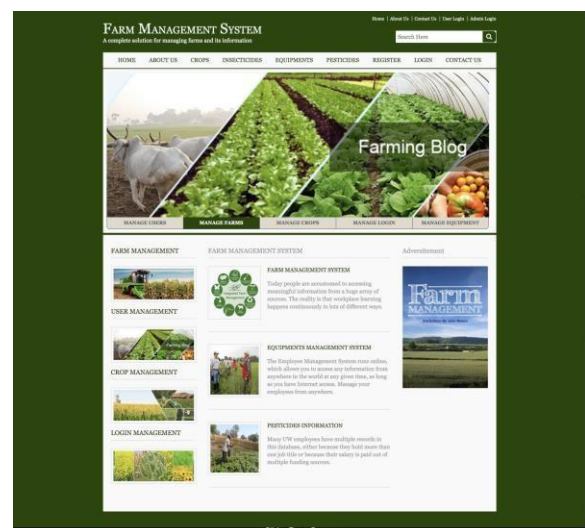 Home | About Us | Contact Us | User Login | Admin Login
FARM MANAGEMENT SYSTEM
A complete solution for managing farms and its information
Search Here
HOME ABOUT US CROPS INSECTICIDES EQUIPMENTS PESTICIDES REGISTER LOGIN CONTACT US
Farming Blog
MANAGE USERS MANAGE FARMS MANAGE CROPS MANAGE LOGIN MANAGE EQUIPMENT
FARM MANAGEMENT
USER MANAGEMENT
Farming Blog
CROP MANAGEMENT
LOGIN MANAGEMENT
FARM MANAGEMENT SYSTEM
FARM MANAGEMENT SYSTEM
Today people are accustomed to accessing
meaningful information from a huge array of
sources. The reality is that workplace learning
happens continuously in lots of different ways.
EQUIPMENTS MANAGEMENT SYSTEM
The Employee Management System runs online,
which allows you to access any information from
anywhere in the world at any given time, as long
as you have Internet access. Manage your
employees from anywhere.
PESTICIDES INFORMATION
Many UW employees have multiple records in
this database, either because they hold more than
one job title or because their salary is paid out of
multiple funding sources.
Advertisement
Farm
MANAGEMENT